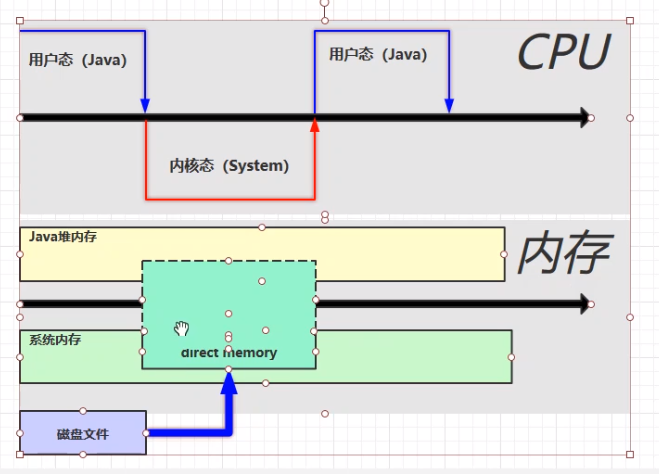 用户态（Java）
用户态（Java）
CPU
内核态（System）
Java堆内存
内存
系统内存
direct memory
磁盘文件